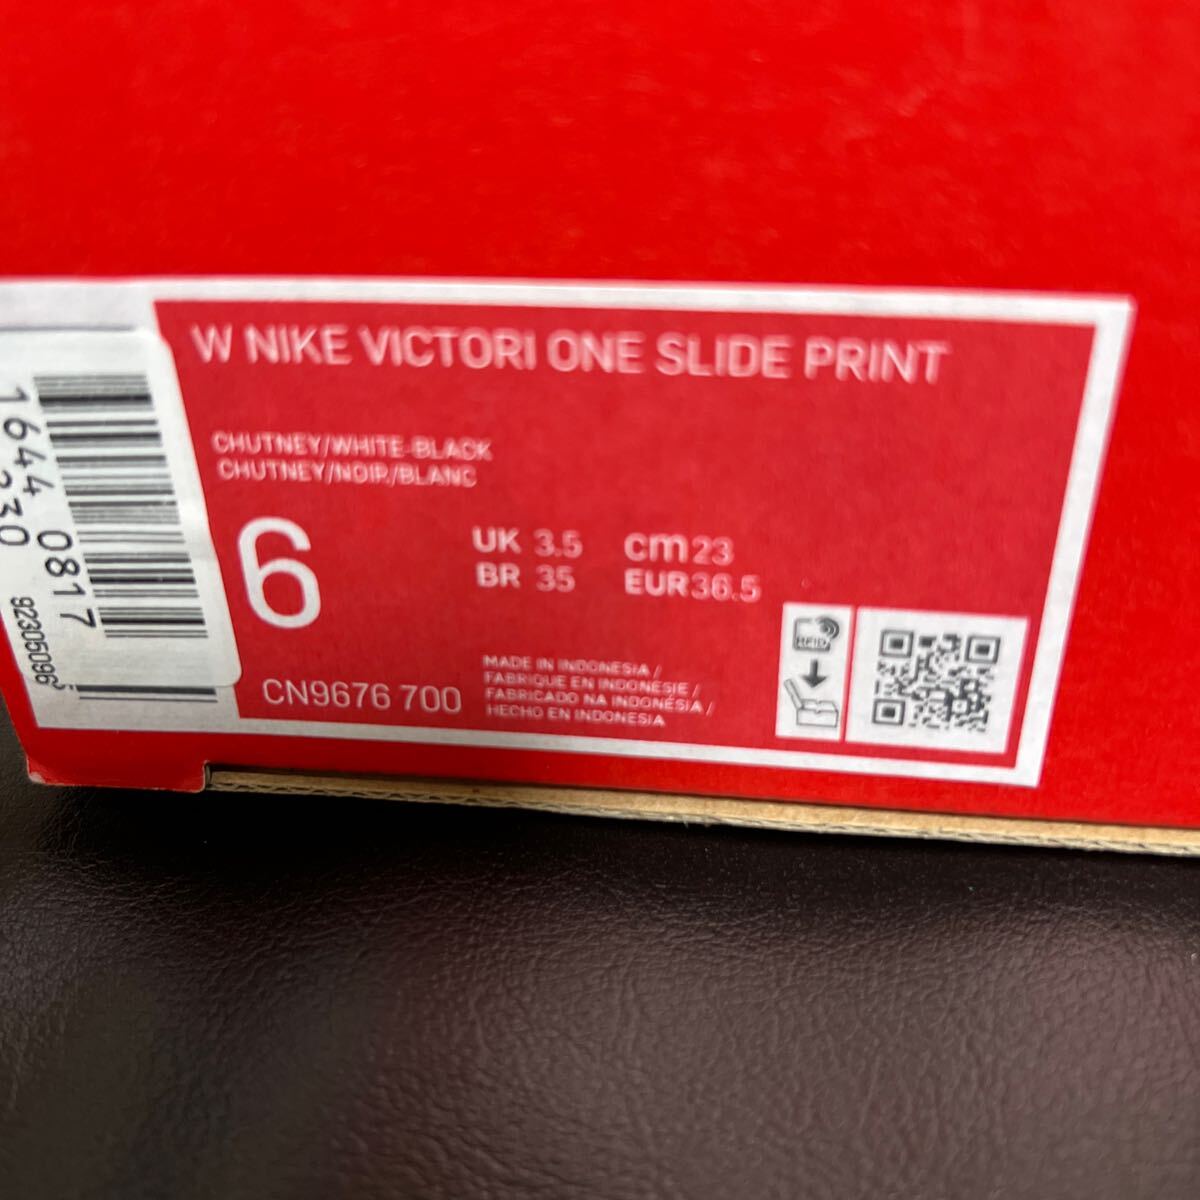 W NIKE VICTORI ONE SLIDE PRINT
CHUTNEY/WHITE-BLACK
CHUTNEY/NOIR/BLANC
6
UK 3.5 cm 23
BR 35 EUR 36.5
CN9676 700
MADE IN INDONESIA /
FABRIQUE EN INDONESIE /
FABRICADO NA INDONÉSIA /
HECHO EN INDONESIA
RFID
1644 0817
230
92305096